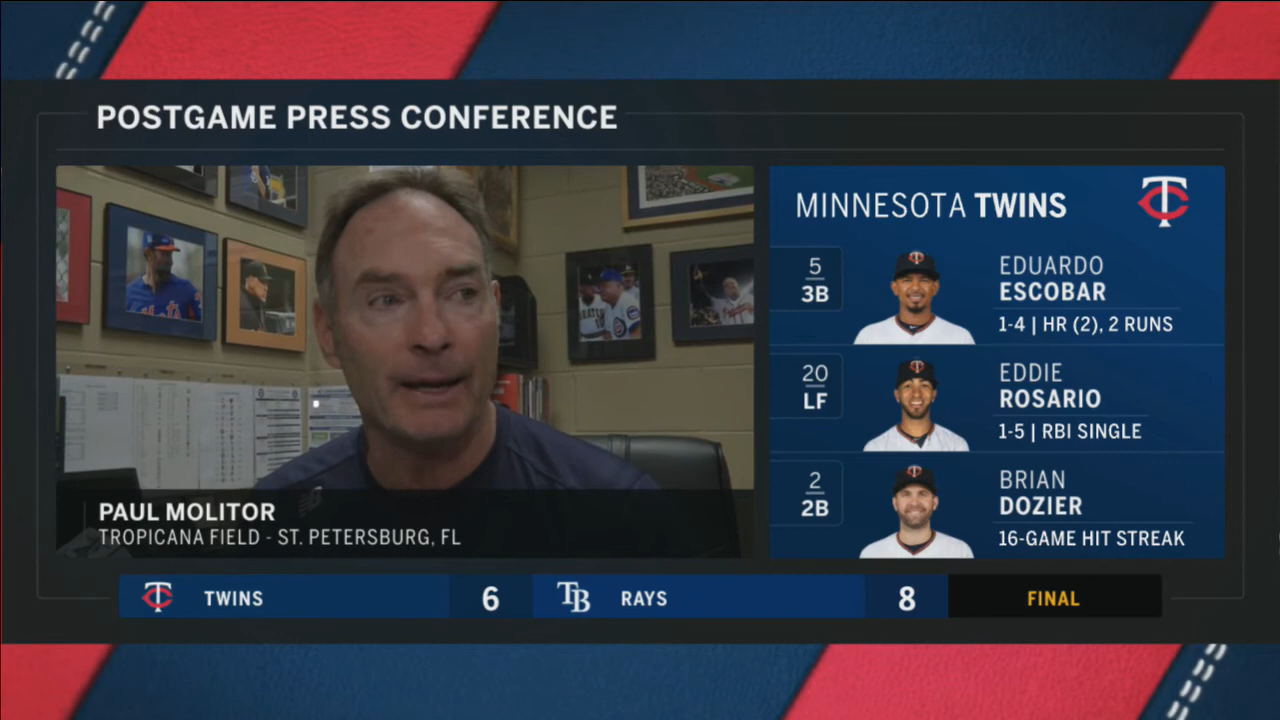 POSTGAME PRESS CONFERENCE
MINNESOTA TWINS
5
3B
EDUARDO
ESCOBAR
1-4 | HR (2), 2 RUNS
20
LF
EDDIE
ROSARIO
1-5 | RBI SINGLE
2
2B
BRIAN
DOZIER
16-GAME HIT STREAK
PAUL MOLITOR
TROPICANA FIELD - ST. PETERSBURG, FL
TWINS 6 RAYS 8 FINAL